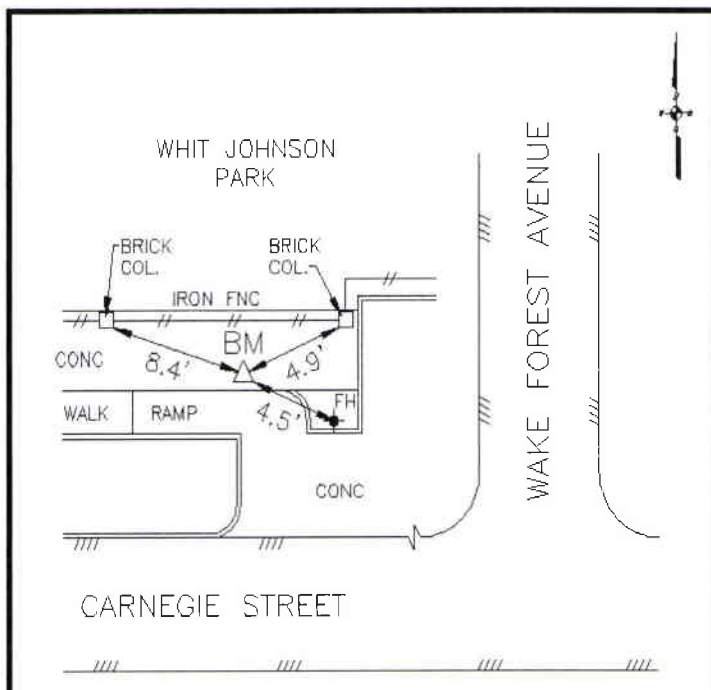 WHIT JOHNSON
PARK
WAKE FOREST AVENUE
BRICK
COL.
BRICK
COL.
IRON FNC
BM
CONC
8.4'
4.9'
4.5'
FH
WALK
RAMP
CONC
CARNEGIE STREET